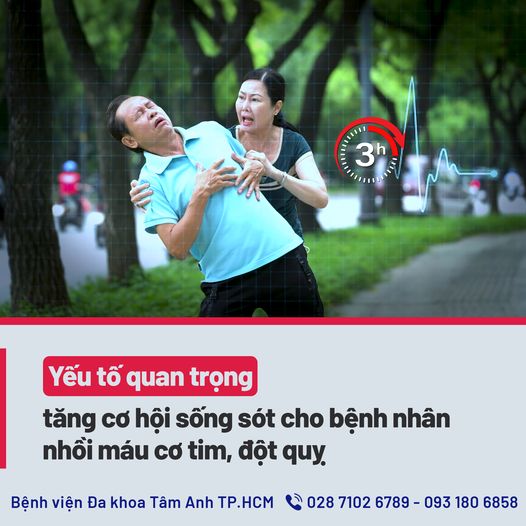 3h
Yếu tố quan trọng
tăng cơ hội sống sót cho bệnh nhân
nhồi máu cơ tim, đột quỵ
Bệnh viện Đa khoa Tâm Anh TP.HCM 028 7102 6789 - 093 180 6858